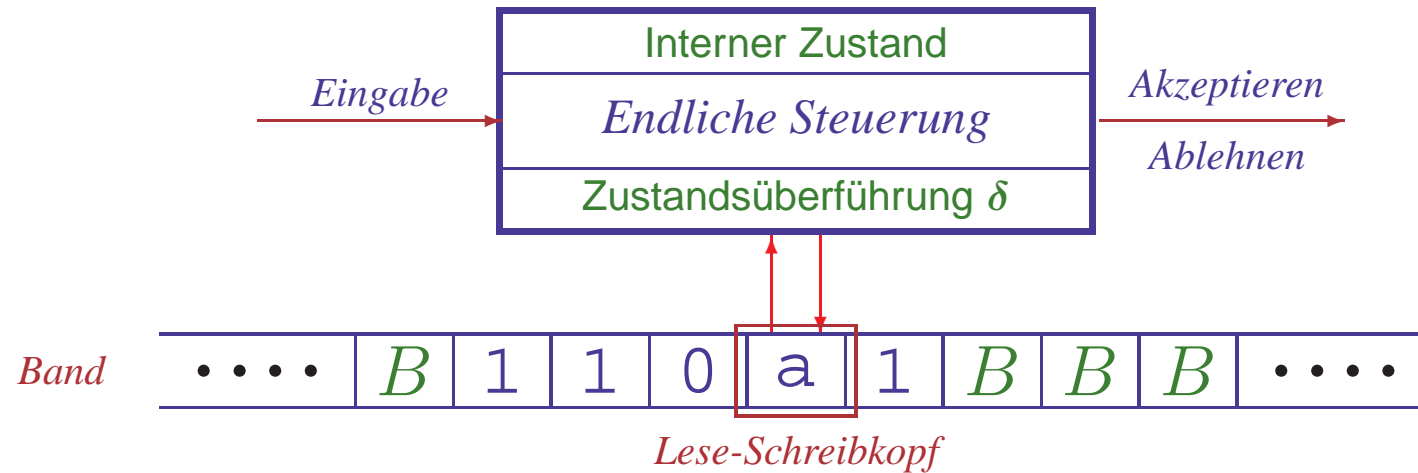 Interner Zustand
Eingabe
Endliche Steuerung
Akzeptieren
Ablehnen
Zustandsüberführung δ
Band
• • • • B 1 1 0 a 1 B B B • • • •
Lese-Schreibkopf